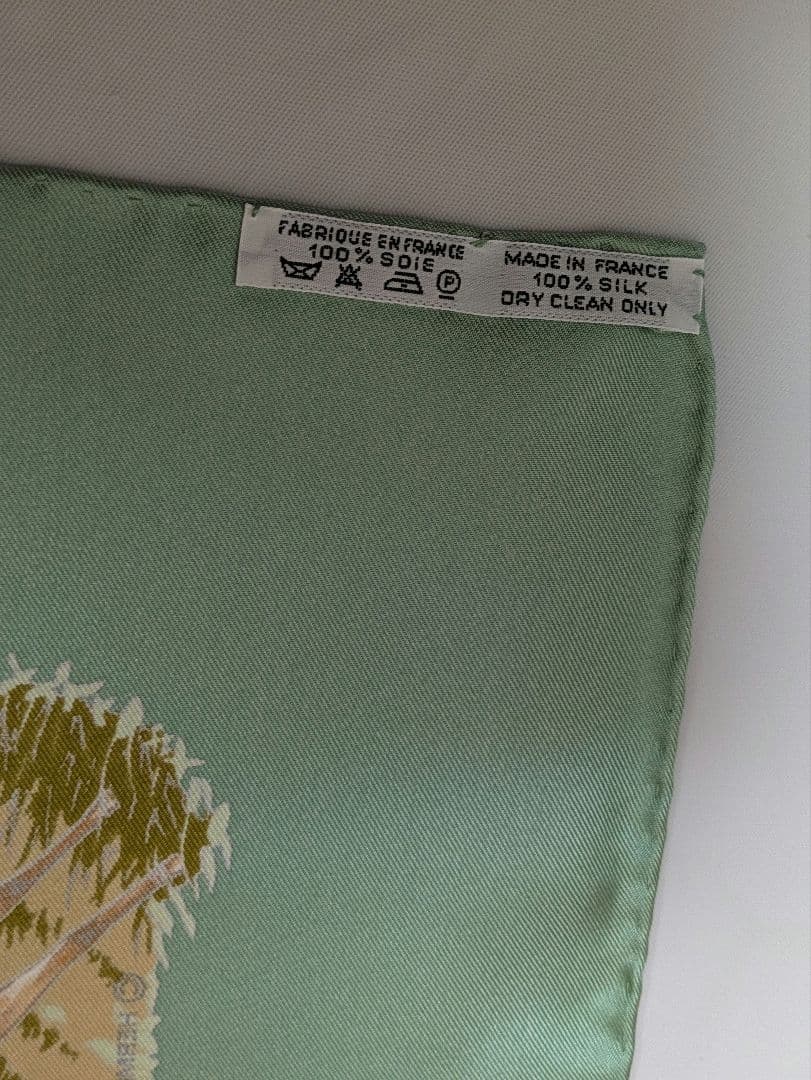 FABRIQUE EN FRANCE
100% SOIE
P
MADE IN FRANCE
100% SILK
DRY CLEAN ONLY
©